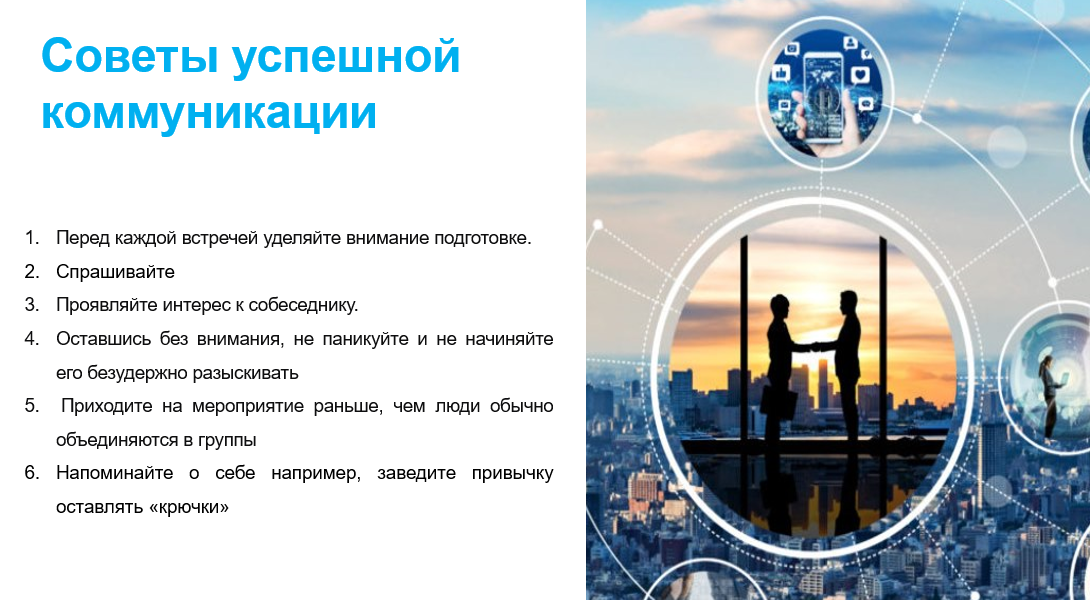 Советы успешной
коммуникации
1. Перед каждой встречей уделяйте внимание подготовке.
2. Спрашивайте
3. Проявляйте интерес к собеседнику.
4. Оставшись без внимания, не паникуйте и не начиняйте
его безудержно разыскивать
5. Приходите на мероприятие раньше, чем люди обычно
объединяются в группы
6. Напоминайте о себе например, заведите привычку
оставлять «крючки»